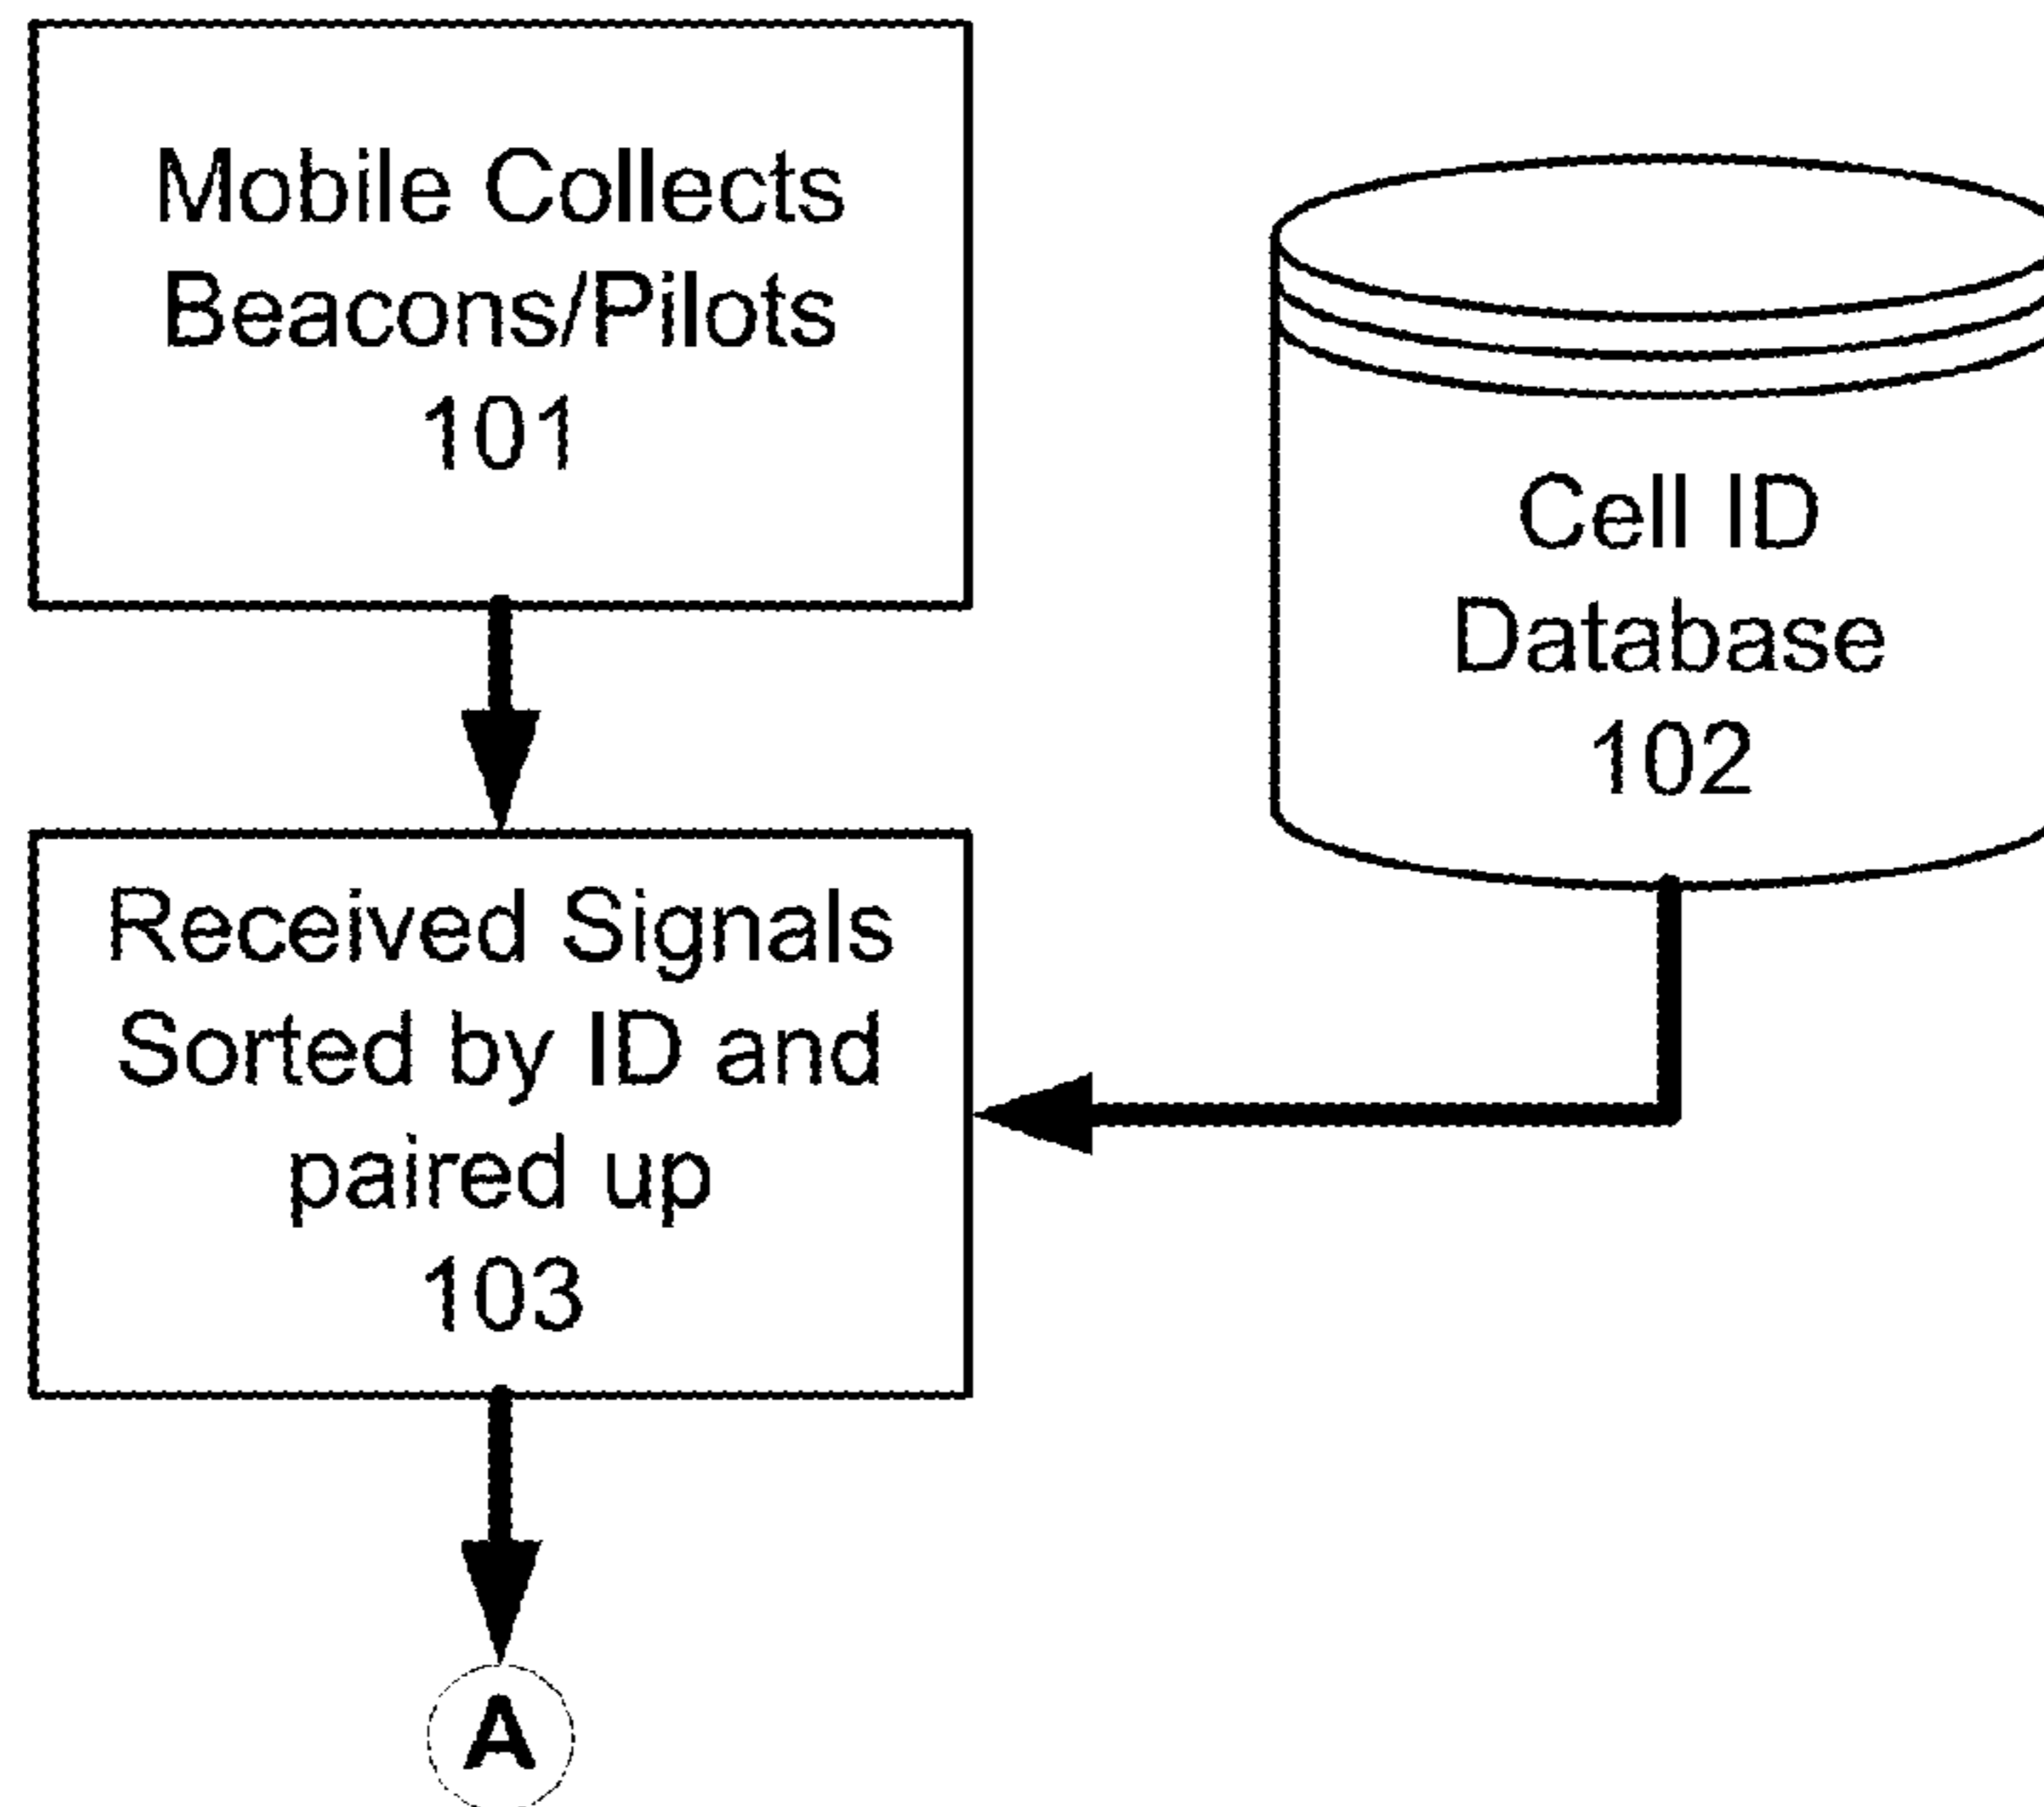 Mobile Collects
Beacons/Pilots
101
Cell ID
Database
102
Received Signals
Sorted by ID and
paired up
103
A